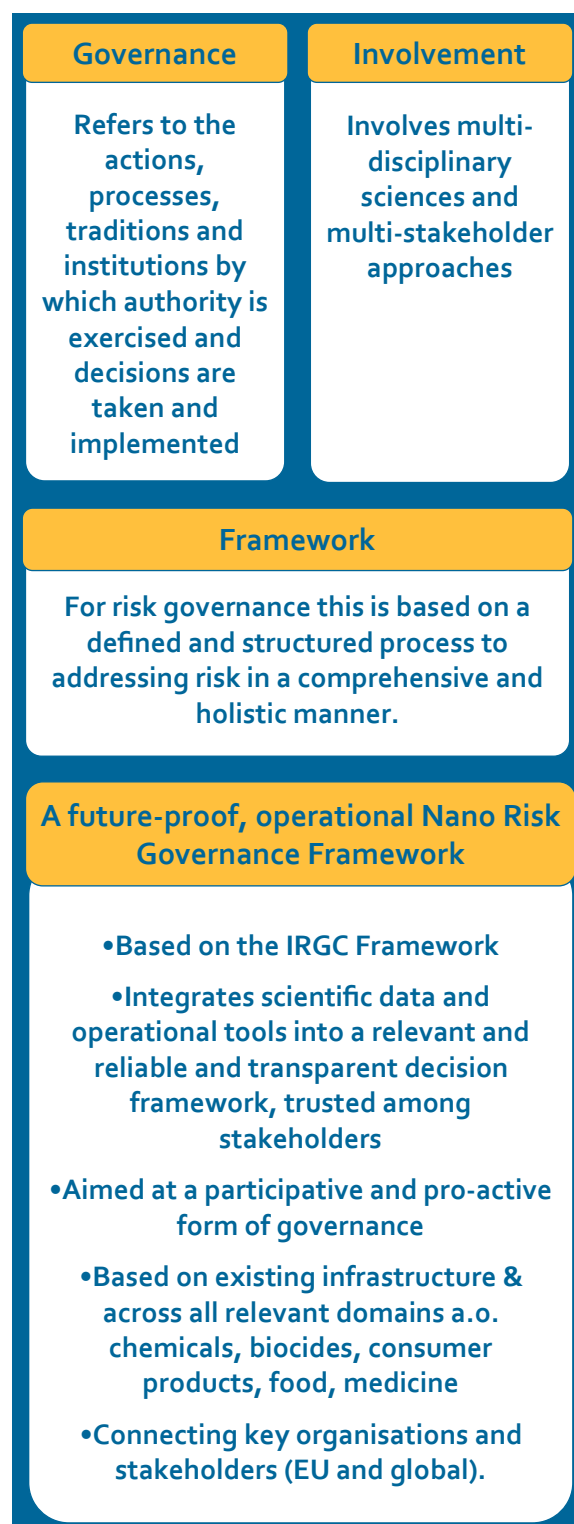 Governance
Refers to the
actions,
processes,
traditions and
institutions by
which authority is
exercised and
decisions are
taken and
implemented
Involvement
Involves multi-
disciplinary
sciences and
multi-stakeholder
approaches
Framework
For risk governance this is based on a
defined and structured process to
addressing risk in a comprehensive and
holistic manner.
A future-proof, operational Nano Risk
Governance Framework
•Based on the IRGC Framework
•Integrates scientific data and
operational tools into a relevant and
reliable and transparent decision
framework, trusted among
stakeholders
•Aimed at a participative and pro-active
form of governance
•Based on existing infrastructure &
across all relevant domains a.o.
chemicals, biocides, consumer
products, food, medicine
•Connecting key organisations and
stakeholders (EU and global).